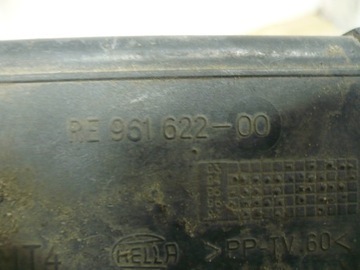 RE 961 622-00
HELLA
>PP-TV 60<